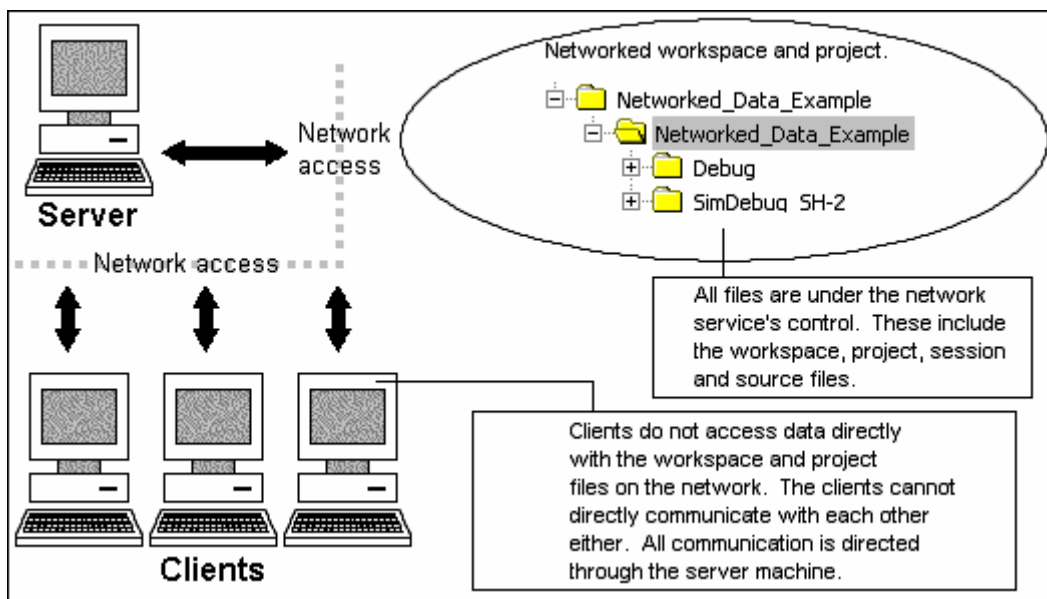 Networked workspace and project.
Networked_Data_Example
Networked_Data_Example
Debug
SimDebug_SH-2
Network
access
Server
Network access
All files are under the network
service's control. These include
the workspace, project, session
and source files.
Clients do not access data directly
with the workspace and project
files on the network. The clients cannot
directly communicate with each other
either. All communication is directed
through the server machine.
Clients